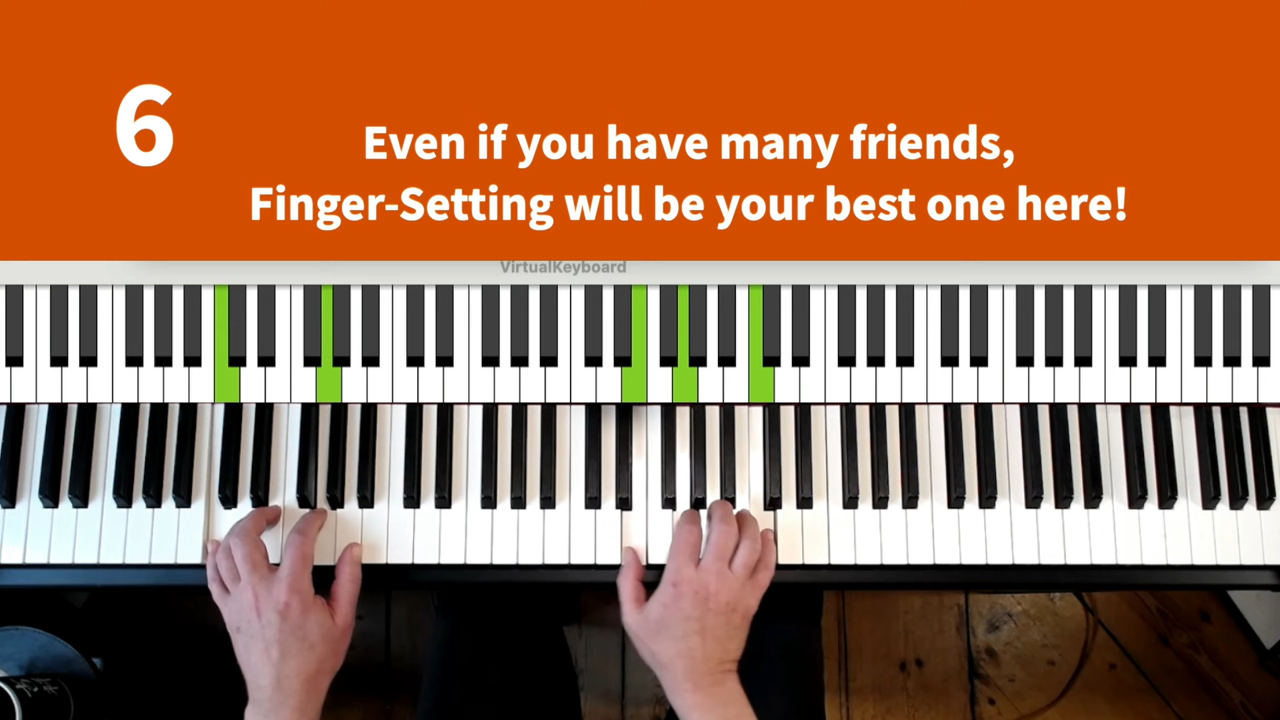 6
Even if you have many friends,
Finger-Setting will be your best one here!
VirtualKeyboard